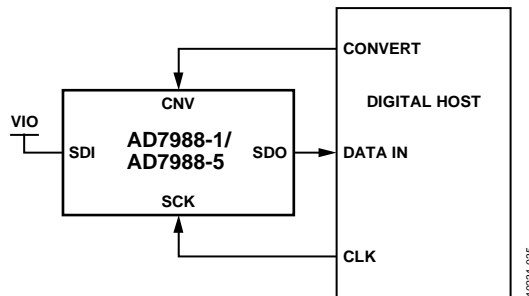 CONVERT
CNV
DIGITAL HOST
VIO
SDI
AD7988-1/
AD7988-5
SDO
DATA IN
SCK
CLK